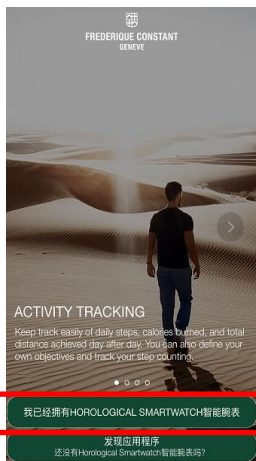 FREDERIQUE CONSTANT
GENEVE
ACTIVITY TRACKING
Keep track easily of daily steps, calories burned, and total
distance achieved day after day. You can also define your
own objectives and track your step counting.
我已经拥有HOROLOGICAL SMARTWATCH智能腕表
发现应用程序
还没有Horological Smartwatch智能腕表吗?